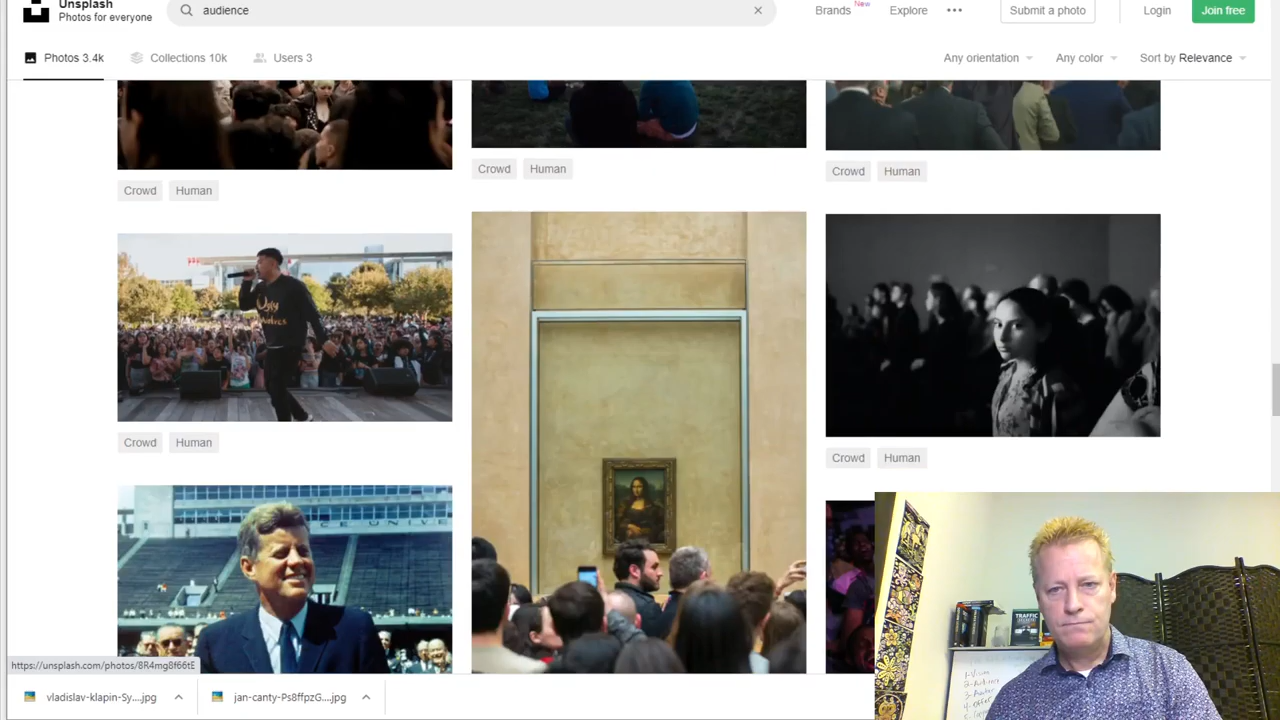 Unsplash
Photos for everyone
audience
Brands New
Explore
Submit a photo
Login
Join free
Photos 3.4k
Collections 10k
Users 3
Any orientation
Any color
Sort by Relevance
Crowd Human
Crowd Human
Crowd Human
Crowd Human
Crowd Human
https://unsplash.com/photos/8R4mg8f66tE
vladislav-klapin-Sy....jpg
jan-canty-Ps8ffpzG....jpg
TRAFFIC